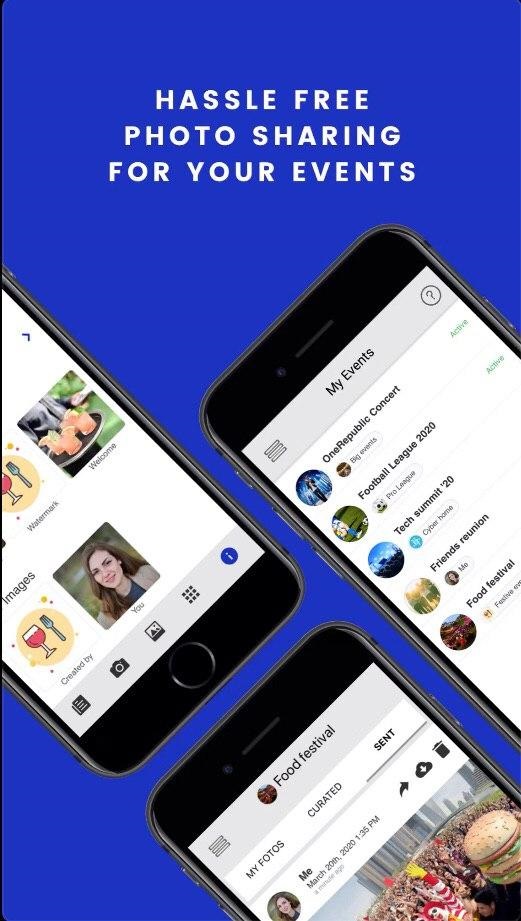 HASSLE FREE
PHOTO SHARING
FOR YOUR EVENTS
My Events
?
Active
OneRepublic Concert
Big events
Active
Football League 2020
Pro League
Tech summit '20
Cyber home
Friends reunion
Me
Food festival
Festive
Watermark
Welcome
Images
Created by
You
i
Food festival
MY FOTOS
CURATED
SENT
Me
March 20th, 2020 1:35 PM
a minute ago